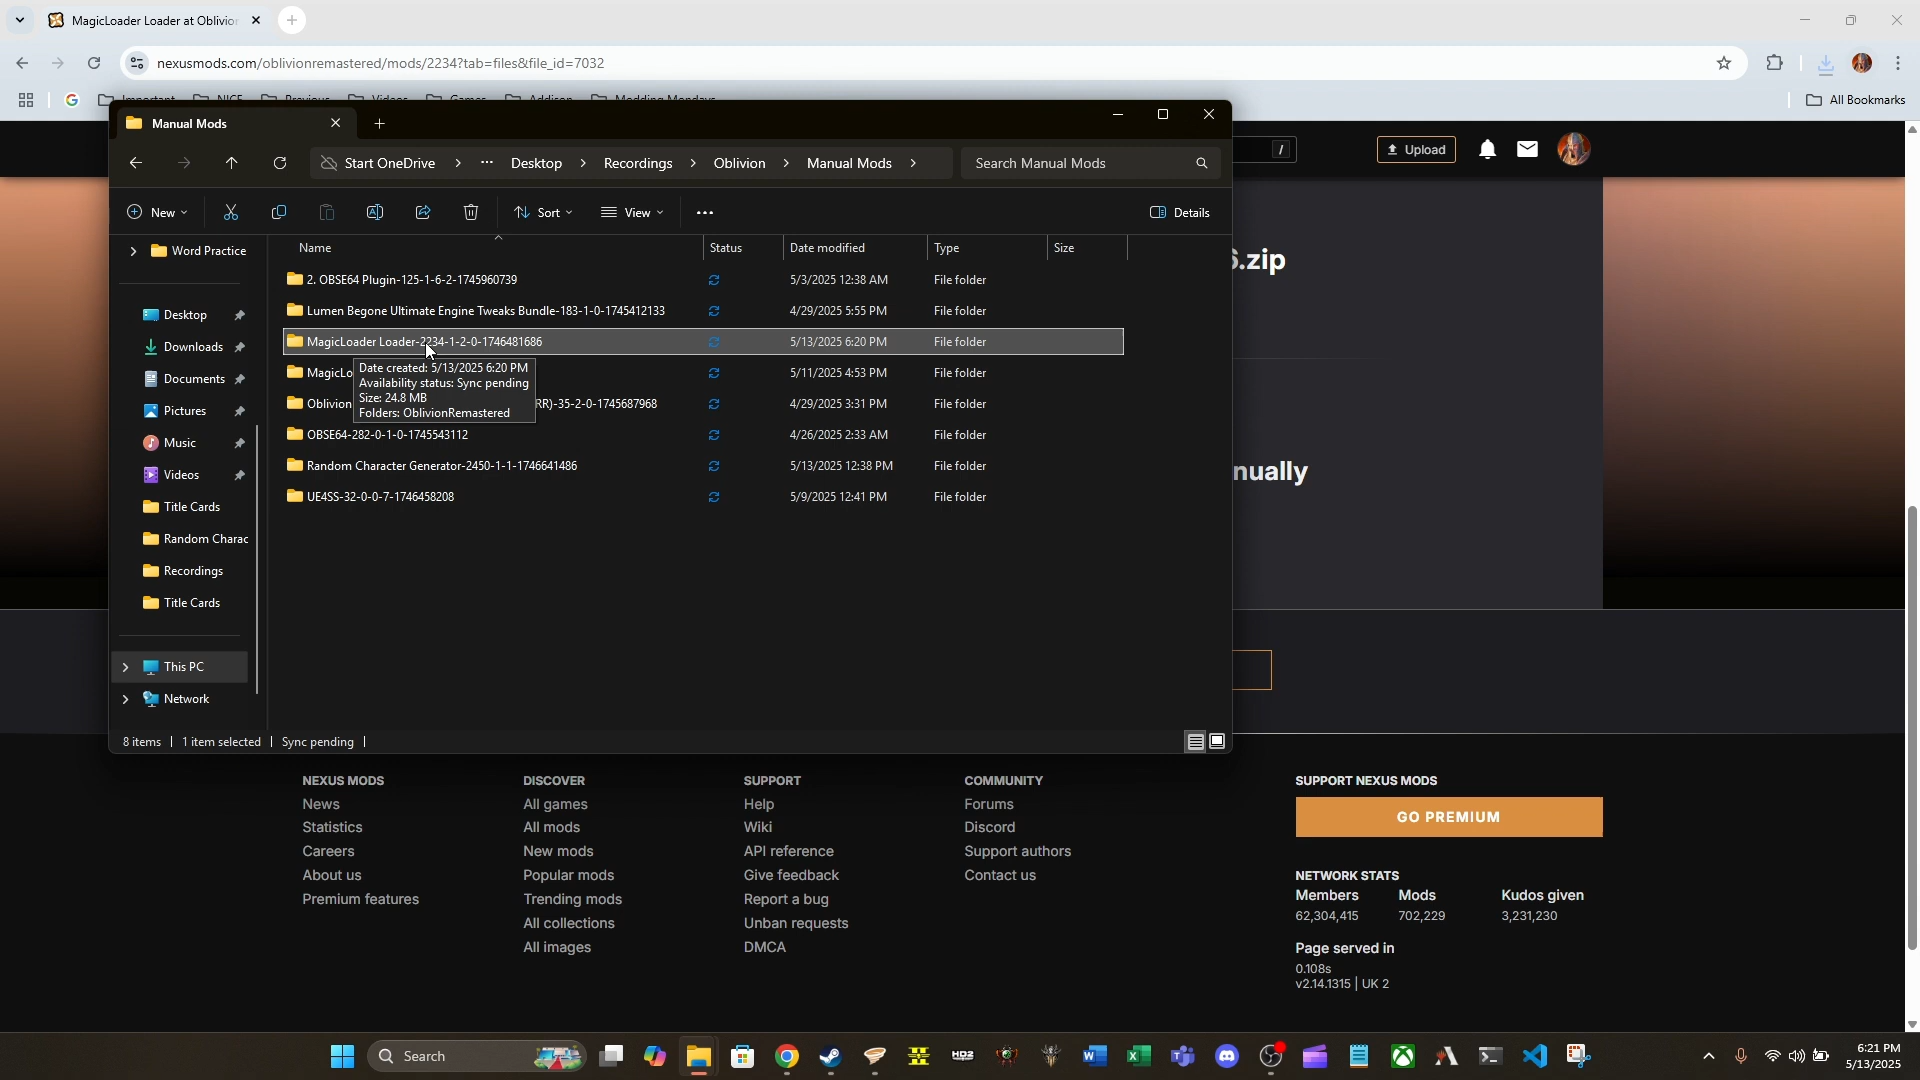 MagicLoader Loader at Oblivion
nexusmods.com/oblivionremastered/mods/2234?tab=files&file_id=7032
All Bookmarks
Manual Mods
Start OneDrive > ... Desktop > Recordings > Oblivion > Manual Mods >
Search Manual Mods
/
Upload
New
Sort
View
Details
Name
Status
Date modified
Type
Size
Word Practice
Desktop
Downloads
Documents
Pictures
Music
Videos
Title Cards
Random Charac
Recordings
Title Cards
This PC
Network
2. OBSE64 Plugin-125-1-6-2-1745960739 5/3/2025 12:38 AM File folder
Lumen Begone Ultimate Engine Tweaks Bundle-183-1-0-1745412133 4/29/2025 5:55 PM File folder
MagicLoader Loader-2234-1-2-0-1746481686 5/13/2025 6:20 PM File folder
MagicLo 5/11/2025 4:53 PM File folder
Oblivion RR)-35-2-0-1745687968 4/29/2025 3:31 PM File folder
OBSE64-282-0-1-0-1745543112 4/26/2025 2:33 AM File folder
Random Character Generator-2450-1-1-1746641486 5/13/2025 12:38 PM File folder
UE4SS-32-0-0-7-1746458208 5/9/2025 12:41 PM File folder
Date created: 5/13/2025 6:20 PM
Availability status: Sync pending
Size: 24.8 MB
Folders: OblivionRemastered
8 items
1 item selected
Sync pending
.zip
nually
NEXUS MODS
News
Statistics
Careers
About us
Premium features
DISCOVER
All games
All mods
New mods
Popular mods
Trending mods
All collections
All images
SUPPORT
Help
Wiki
API reference
Give feedback
Report a bug
Unban requests
DMCA
COMMUNITY
Forums
Discord
Support authors
Contact us
SUPPORT NEXUS MODS
GO PREMIUM
NETWORK STATS
Members Mods Kudos given
62,304,415 702,229 3,231,230
Page served in
0.108s
v2.14.1315 | UK 2
Search
HD2
6:21 PM
5/13/2025